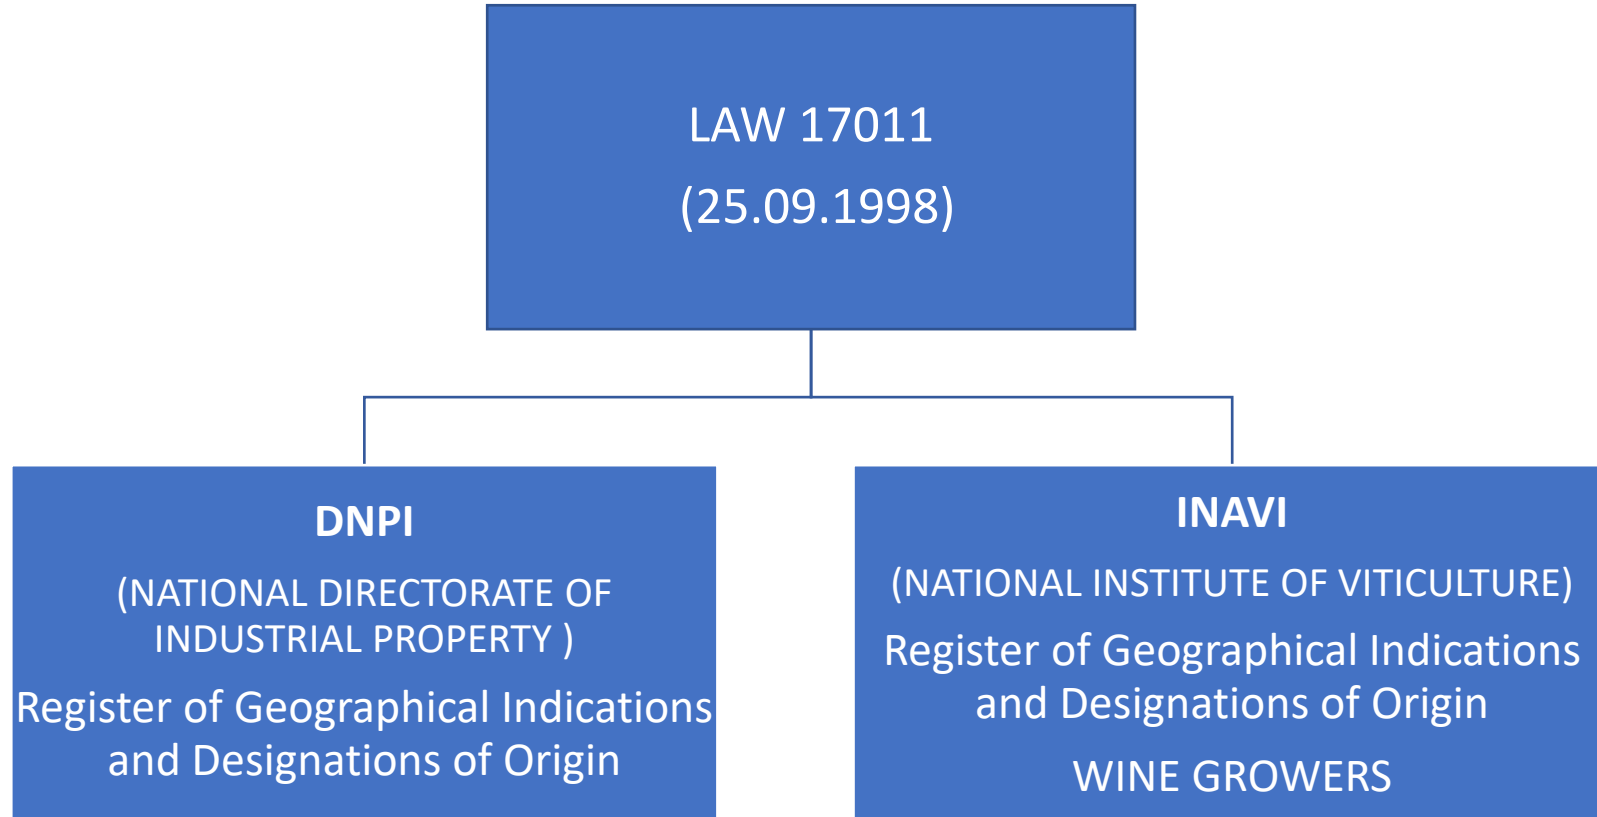 LAW 17011
(25.09.1998)
DNPI
(NATIONAL DIRECTORATE OF
INDUSTRIAL PROPERTY )
Register of Geographical Indications
and Designations of Origin
INAVI
(NATIONAL INSTITUTE OF VITICULTURE)
Register of Geographical Indications
and Designations of Origin
WINE GROWERS